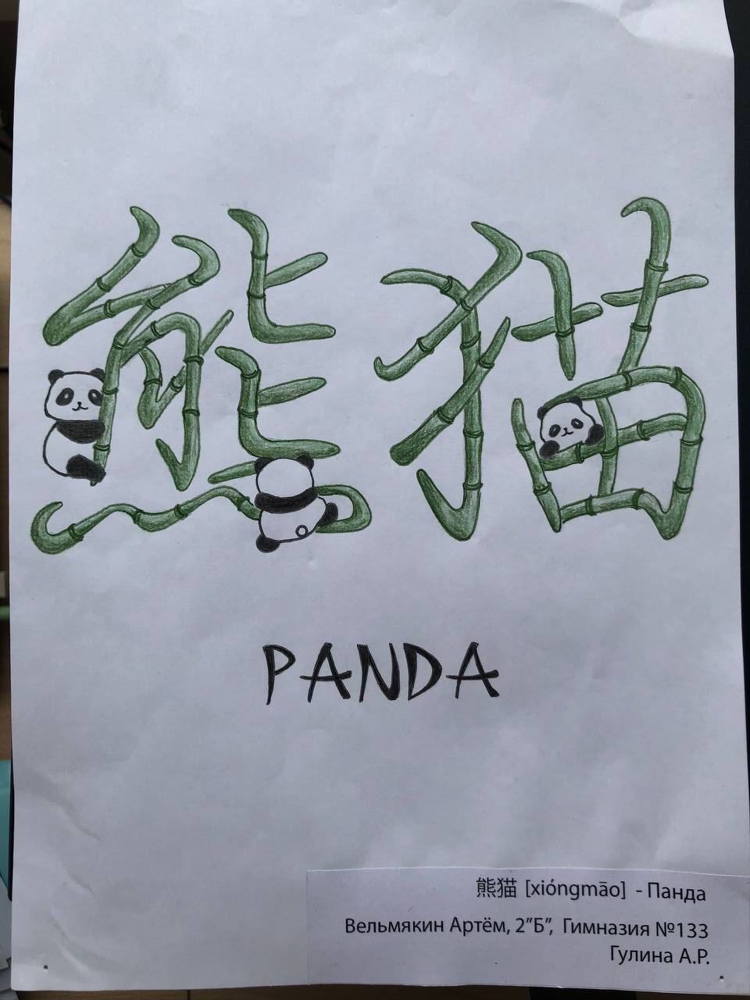 熊猫
PANDA
熊猫 [xióngmāo] - Панда
Вельмякин Артём, 2”Б”, Гимназия №133
Гулина А.Р.